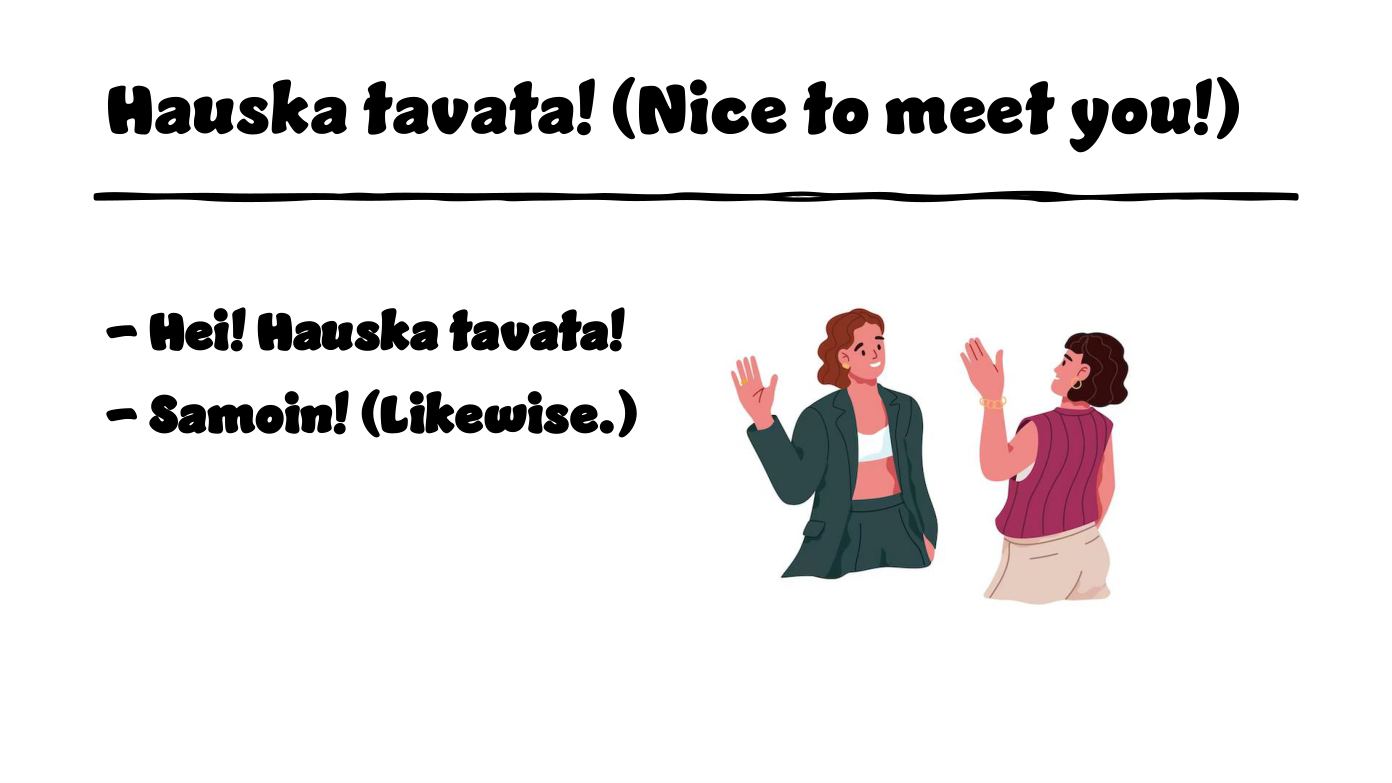 Hauska tavata! (Nice to meet you!)
– Hei! Hauska tavata!
– Samoin! (Likewise.)